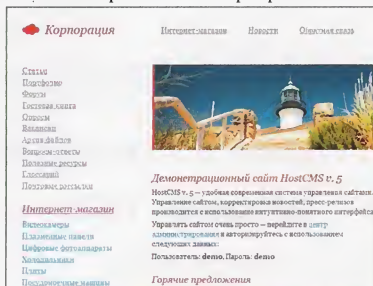 Корпорация
Интернет-магазин Новости Обратная связь
Статьи
Портфолио
Форум
Гостевая книга
Опросы
Вакансии
Архив файлов
Вопросы-ответы
Полезные ресурсы
Глоссарий
Почтовые рассылки
Интернет-магазин
Видеокамеры
Плазменные панели
Цифровые фотоаппараты
Холодильники
Плиты
Посудомоечные машины
Демонстрационный сайт HostCMS v. 5
HostCMS v. 5 — удобная современная система управления сайтами.
Управление сайтом, корректировка новостей, пресс-релизов
производится с использование интуитивно-понятного интерфейса
Управлять сайтом очень просто — перейдите в центр
администрирования и авторизируйтесь с использованием
следующих данных:
Пользователь: demo, Пароль: demo
Горячие предложения